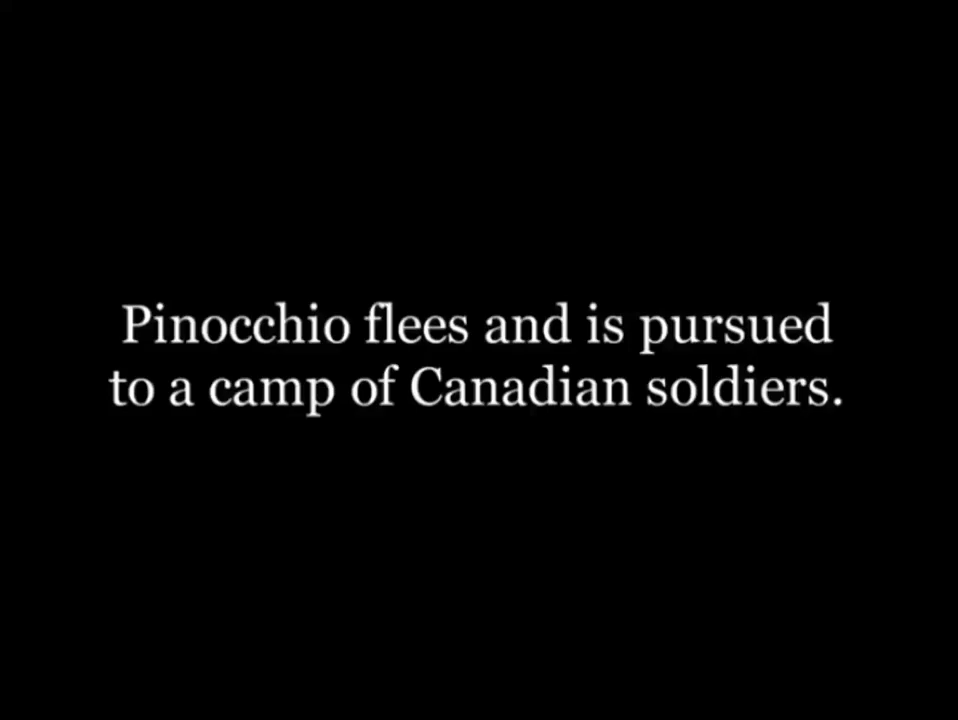 Pinocchio flees and is pursued
to a camp of Canadian soldiers.